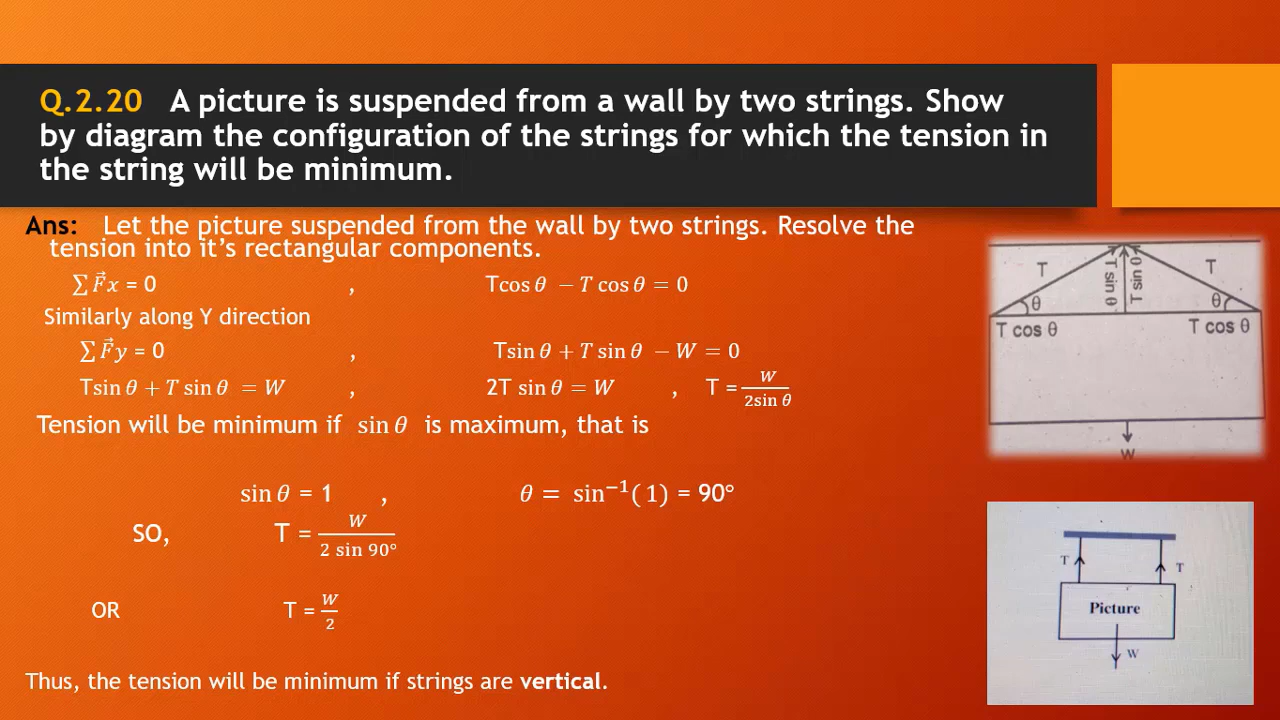 Q.2.20 A picture is suspended from a wall by two strings. Show
by diagram the configuration of the strings for which the tension in
the string will be minimum.
Ans: Let the picture suspended from the wall by two strings. Resolve the
tension into it's rectangular components.
∑F⃗x = 0 , Tcos θ − T cos θ = 0
Similarly along Y direction
∑F⃗y = 0 , Tsin θ + T sin θ − W = 0
Tsin θ + T sin θ = W , 2T sin θ = W , T = W/2sin θ
Tension will be minimum if sin θ is maximum, that is
sin θ = 1 , θ = sin⁻¹(1) = 90°
SO, T = W/2 sin 90°
OR T = W/2
Thus, the tension will be minimum if strings are vertical.
T T sin θ T sin θ T
θ θ
T cos θ T cos θ
W
T T
Picture
W